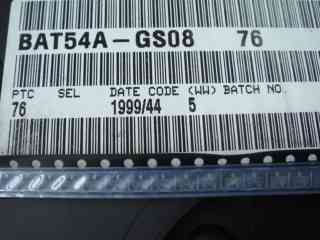 BAT54A-GS08 76
PTC SEL DATE CODE (WW) BATCH NO.
76 1999/44 5